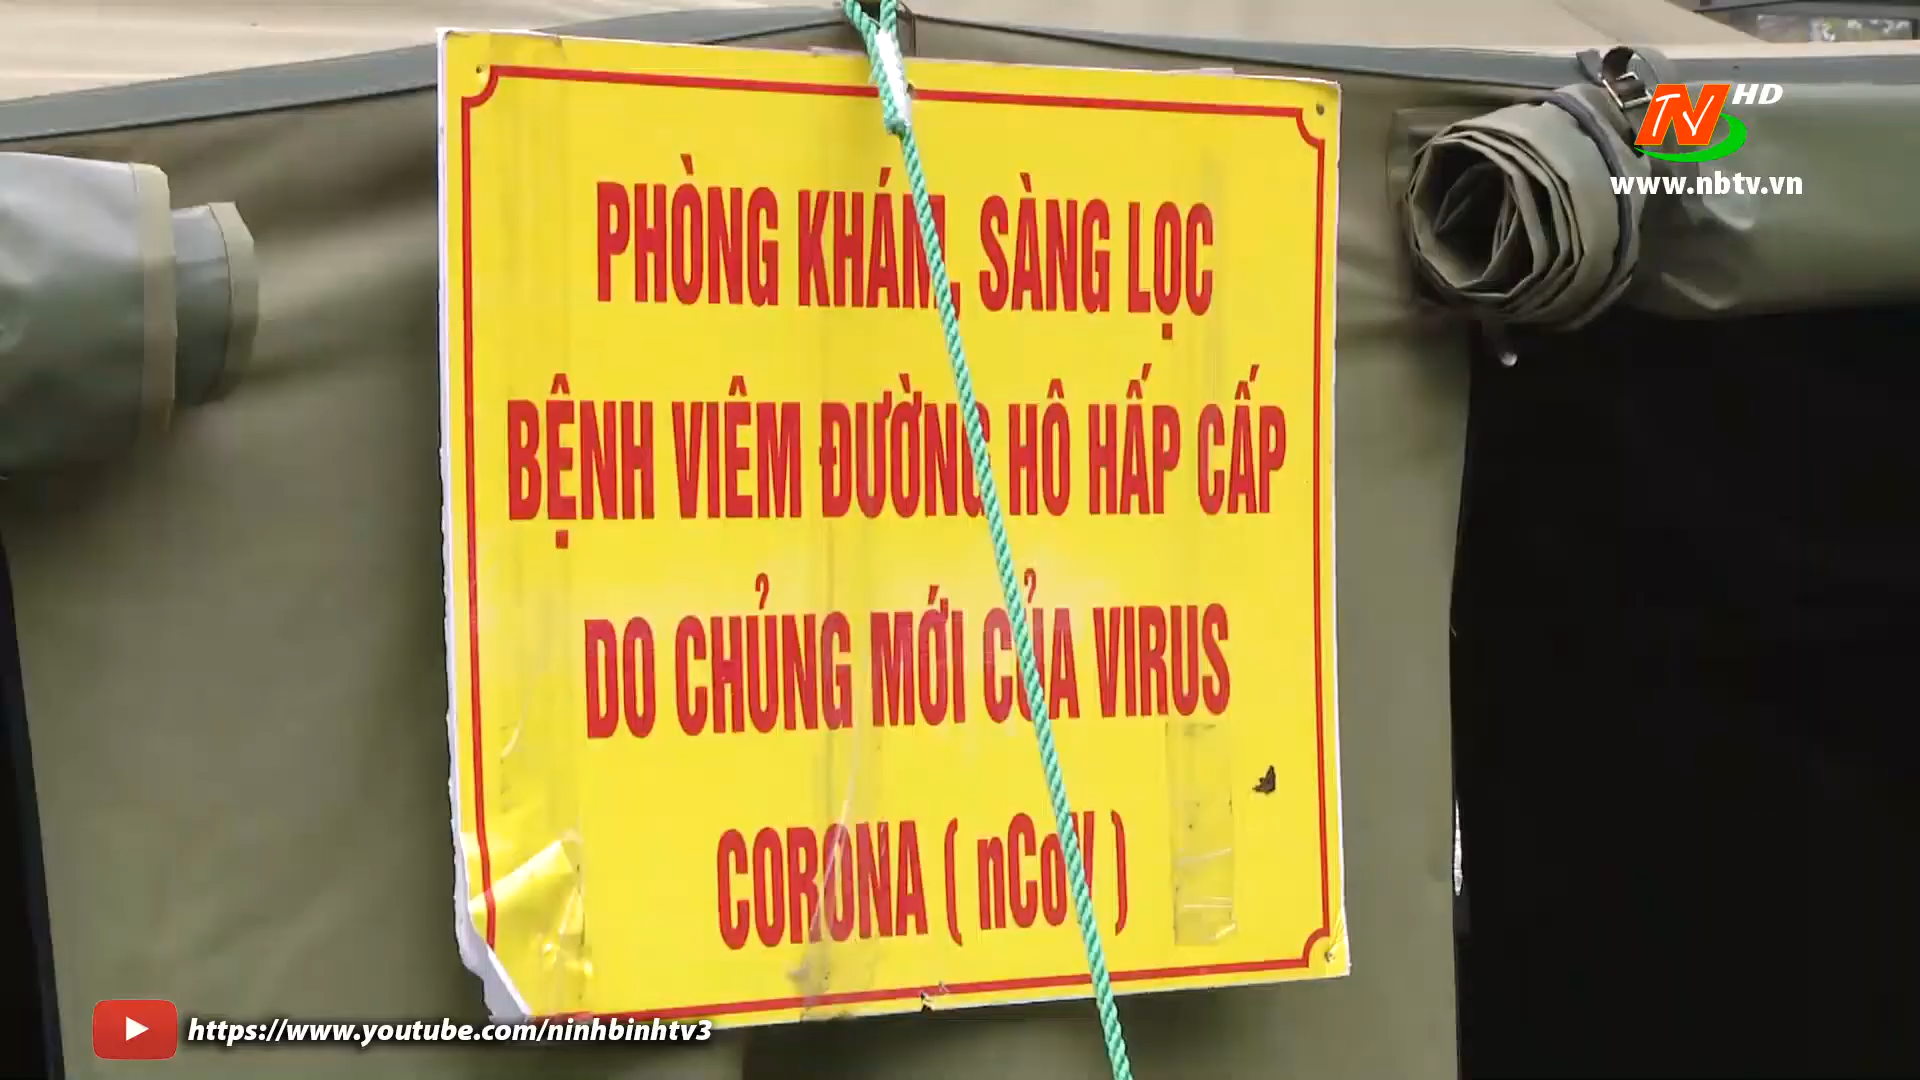 TV N HD
www.nbtv.vn
PHÒNG KHÁM, SÀNG LỌC
BỆNH VIÊM ĐƯỜNG HÔ HẤP CẤP
DO CHỦNG MỚI CỦA VIRUS
CORONA ( nCoV )
https://www.youtube.com/ninhbinhtv3